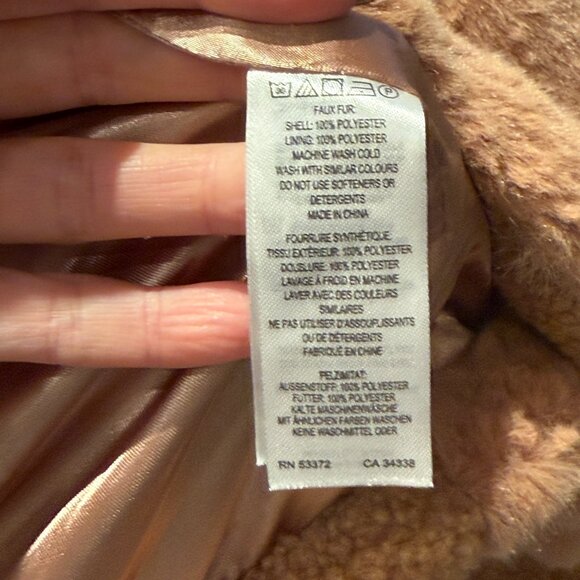 FAUX FUR:
SHELL: 100% POLYESTER
LINING: 100% POLYESTER
MACHINE WASH COLD
WASH WITH SIMILAR COLOURS
DO NOT USE SOFTENERS OR
DETERGENTS
MADE IN CHINA
FOURRURE SYNTHÉTIQUE:
TISSU EXTÉRIEUR: 100% POLYESTER
DOUSLURE: 100% POLYESTER
LAVAGE À FROID EN MACHINE
LAVER AVEC DES COULEURS
SIMILAIRES
NE PAS UTILISER D'ASSOUPLISSANTS
OU DE DÉTERGENTS
FABRIQUÉ EN CHINE
PELZIMITAT:
AUSSENSTOFF: 100% POLYESTER
FUTTER: 100% POLYESTER
KALTE MASCHINENWÄSCHE
MIT ÄHNLICHEN FARBEN WASCHEN
KEINE WASCHMITTEL ODER
RN 53372 CA 34338